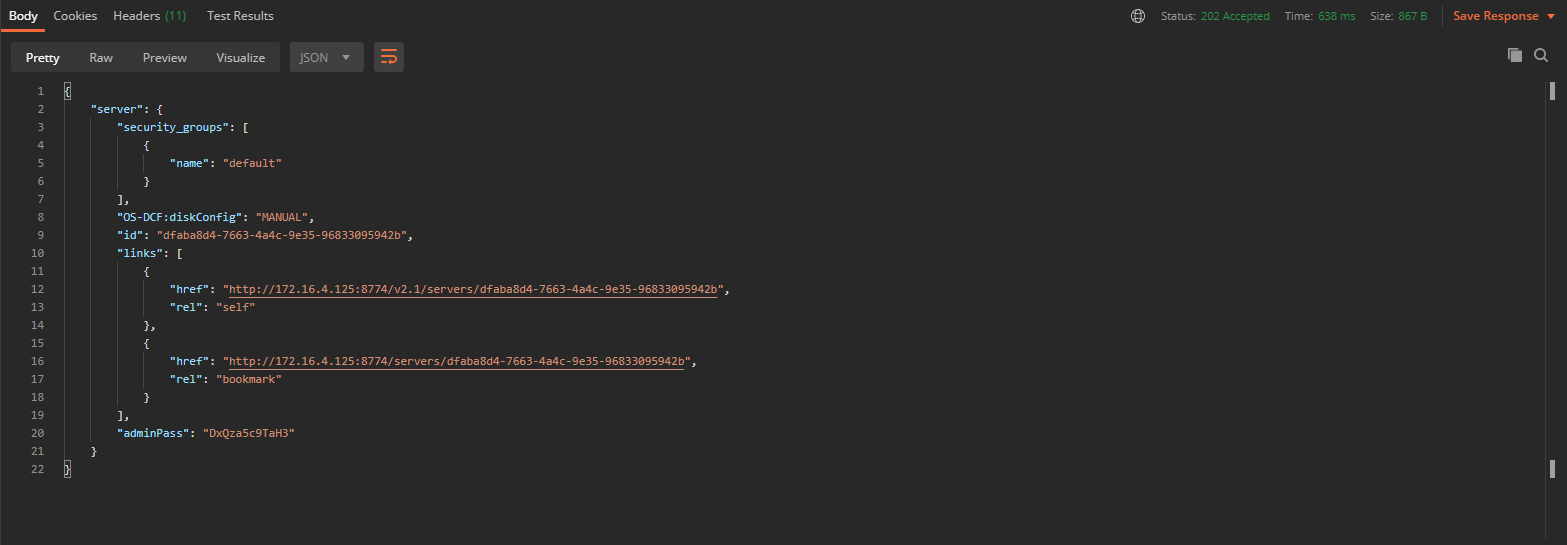 Body Cookies Headers (11) Test Results Status: 202 Accepted Time: 638 ms Size: 867 B Save Response
Pretty Raw Preview Visualize JSON
1 {
2 "server": {
3 "security_groups": [
4 {
5 "name": "default"
6 }
7 ],
8 "OS-DCF:diskConfig": "MANUAL",
9 "id": "dfaba8d4-7663-4a4c-9e35-96833095942b",
10 "links": [
11 {
12 "href": "http://172.16.4.125:8774/v2.1/servers/dfaba8d4-7663-4a4c-9e35-96833095942b",
13 "rel": "self"
14 },
15 {
16 "href": "http://172.16.4.125:8774/servers/dfaba8d4-7663-4a4c-9e35-96833095942b",
17 "rel": "bookmark"
18 }
19 ],
20 "adminPass": "DxQza5c9TaH3"
21 }
22 }